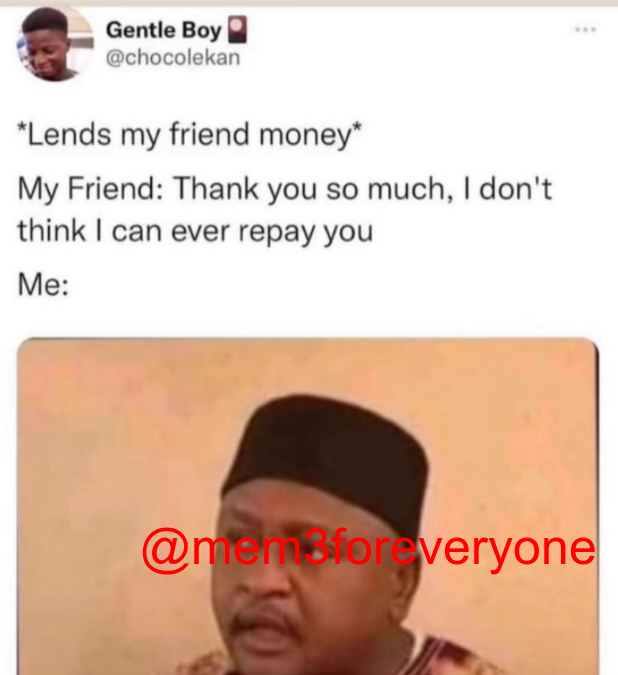 Gentle Boy🎴
@chocolekan
*Lends my friend money*
My Friend: Thank you so much, I don't
think I can ever repay you
Me:
@mem3foreveryone